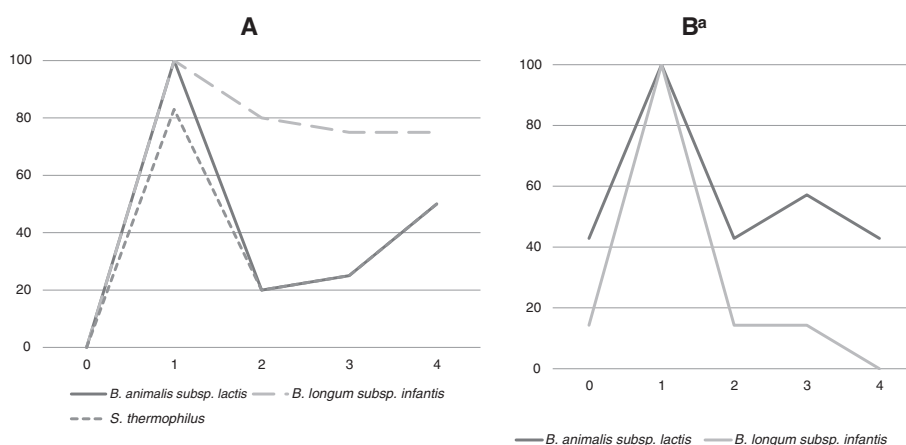 A
100
80
60
40
20
0
0 1 2 3 4
B. animalis subsp. lactis B. longum subsp. infantis
S. thermophilus
Bª
100
80
60
40
20
0
0 1 2 3 4
B. animalis subsp. lactis B. longum subsp. infantis